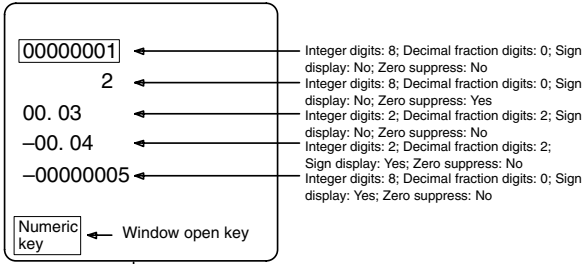 00000001
2
00. 03
–00. 04
–00000005
Numeric
key
Window open key
Integer digits: 8; Decimal fraction digits: 0; Sign
display: No; Zero suppress: No
Integer digits: 8; Decimal fraction digits: 0; Sign
display: No; Zero suppress: Yes
Integer digits: 2; Decimal fraction digits: 2; Sign
display: No; Zero suppress: No
Integer digits: 2; Decimal fraction digits: 2;
Sign display: Yes; Zero suppress: No
Integer digits: 8; Decimal fraction digits: 0; Sign
display: Yes; Zero suppress: No